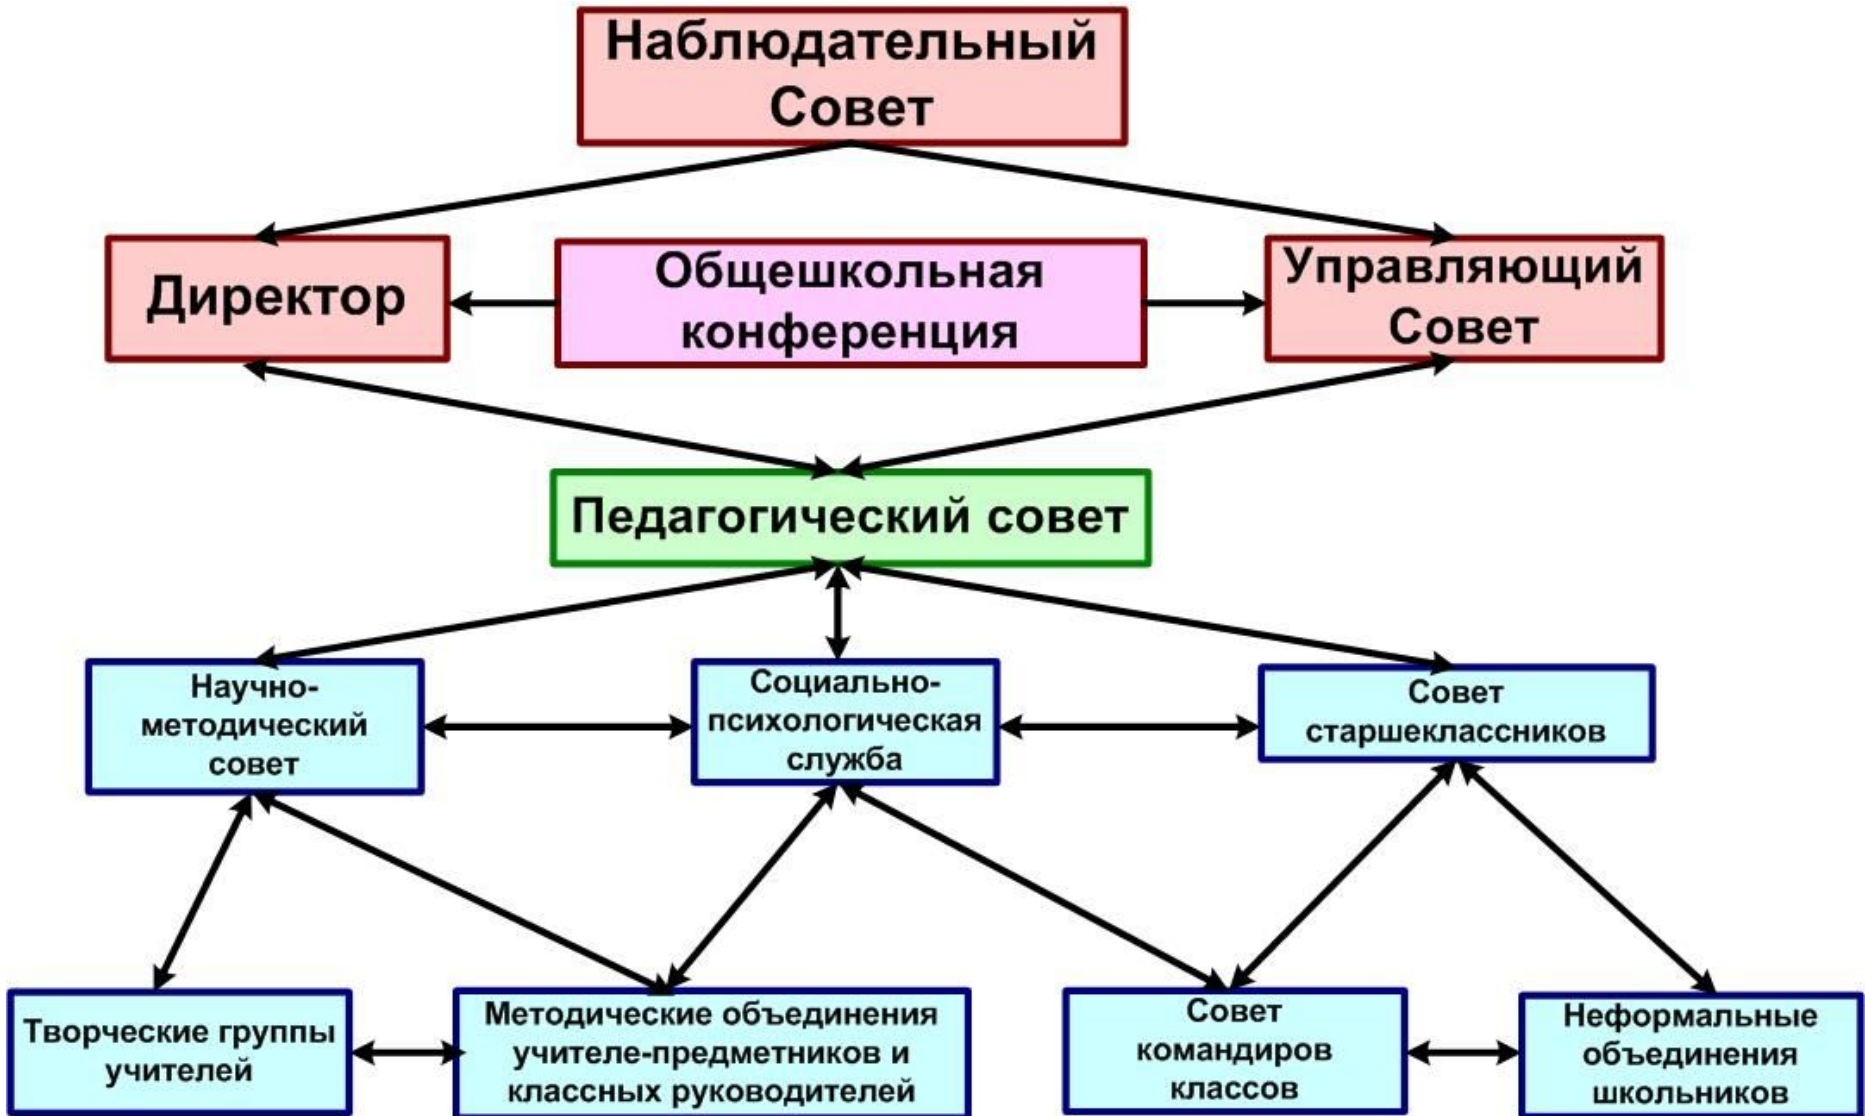 Наблюдательный
Совет
Директор
Общешкольная
конференция
Управляющий
Совет
Педагогический совет
Научно-
методический
совет
Социально-
психологическая
служба
Совет
старшеклассников
Творческие группы
учителей
Методические объединения
учителе-предметников и
классных руководителей
Совет
командиров
классов
Неформальные
объединения
школьников